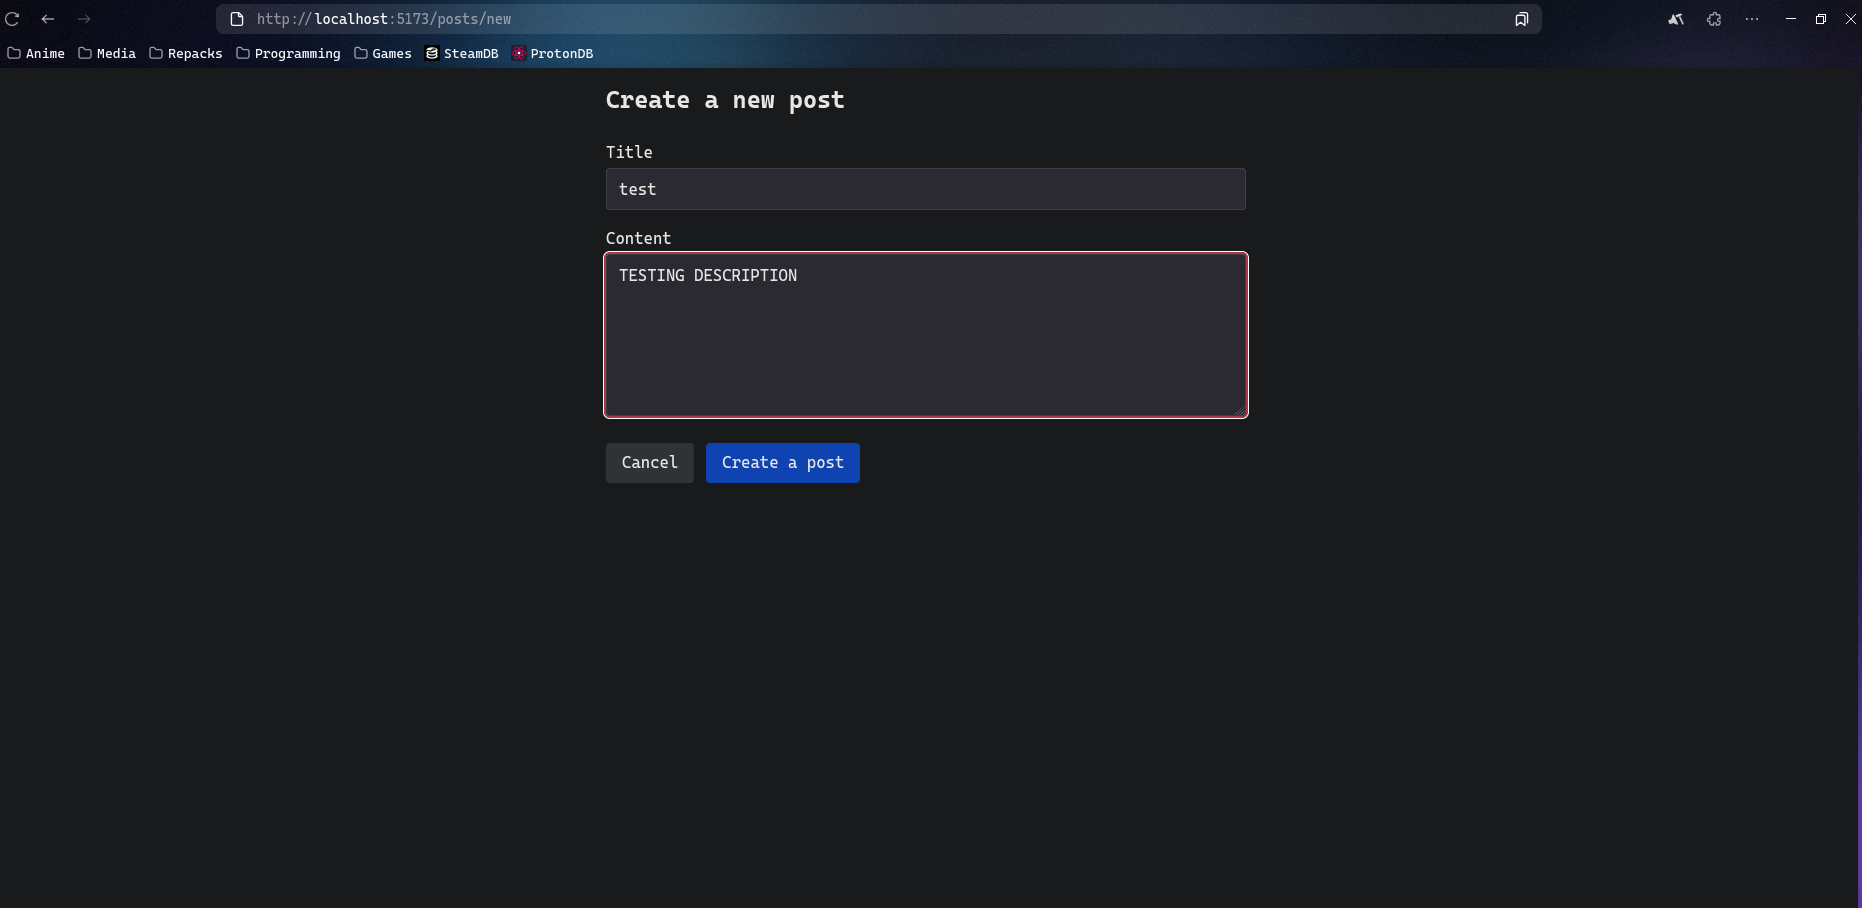 http://localhost:5173/posts/new
Anime Media Repacks Programming Games SteamDB ProtonDB
Create a new post
Title
test
Content
TESTING DESCRIPTION
Cancel Create a post